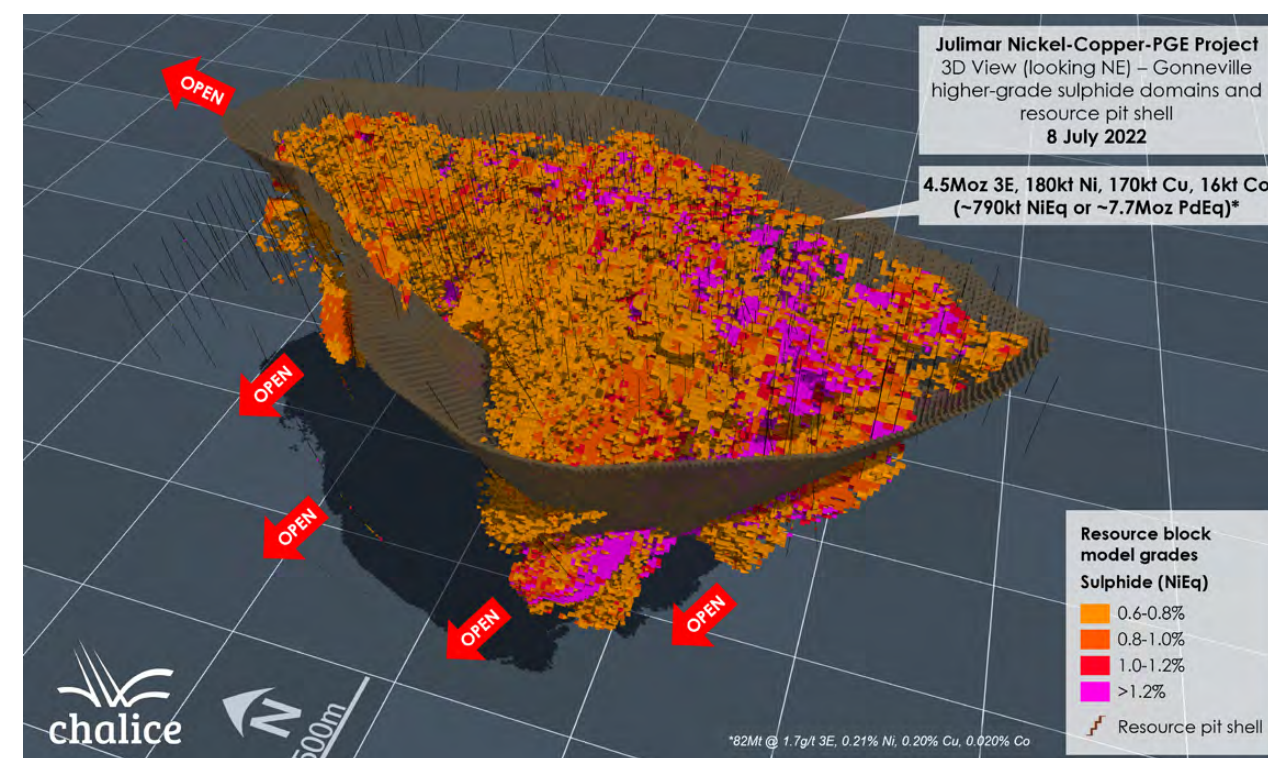 Julimar Nickel-Copper-PGE Project
3D View (looking NE) – Gonneville
higher-grade sulphide domains and
resource pit shell
8 July 2022
OPEN
4.5Moz 3E, 180kt Ni, 170kt Cu, 16kt Co
(~790kt NiEq or ~7.7Moz PdEq)*
OPEN
OPEN
OPEN
OPEN
Resource block
model grades
Sulphide (NiEq)
0.6-0.8%
0.8-1.0%
1.0-1.2%
>1.2%
Resource pit shell
chalice
N
500m
*82Mt @ 1.7g/t 3E, 0.21% Ni, 0.20% Cu, 0.020% Co